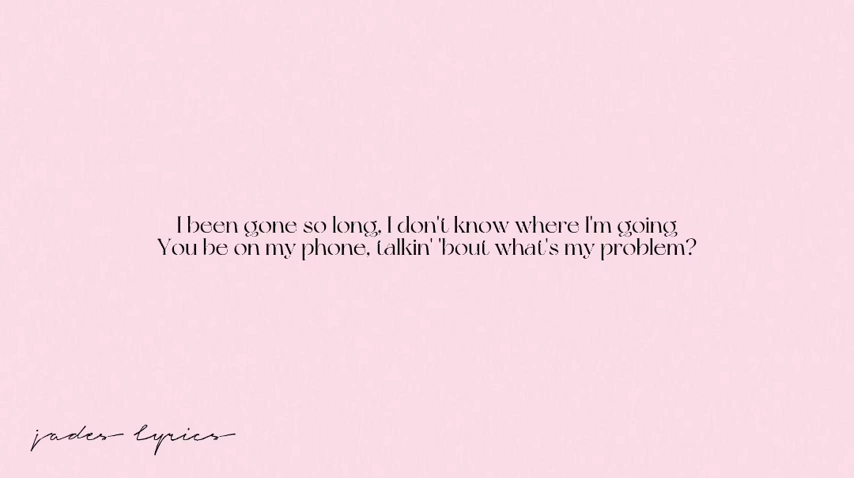 I been gone so long, I don't know where I'm going
You be on my phone, talkin' 'bout what's my problem?
jades lyrics